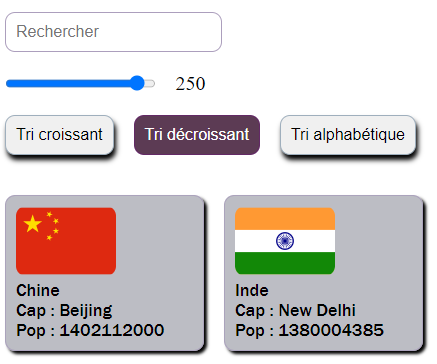 Rechercher
250
Tri croissant
Tri décroissant
Tri alphabétique
Chine
Cap : Beijing
Pop : 1402112000
Inde
Cap : New Delhi
Pop : 1380004385